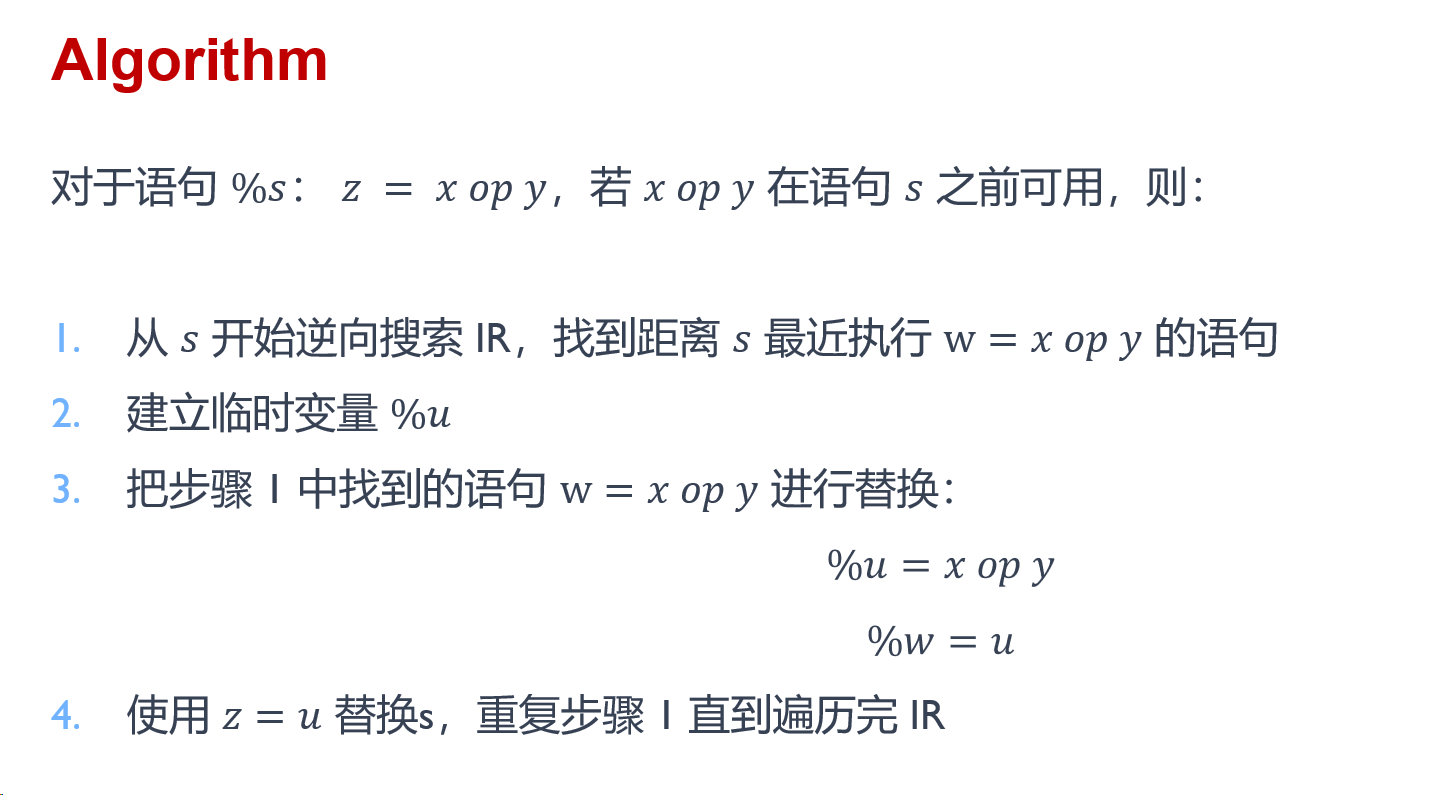 Algorithm
对于语句 %s： z = x op y，若 x op y 在语句 s 之前可用，则：
1. 从 s 开始逆向搜索 IR，找到距离 s 最近执行 w = x op y 的语句
2. 建立临时变量 %u
3. 把步骤 1 中找到的语句 w = x op y 进行替换：
%u = x op y
%w = u
4. 使用 z = u 替换s，重复步骤 1 直到遍历完 IR